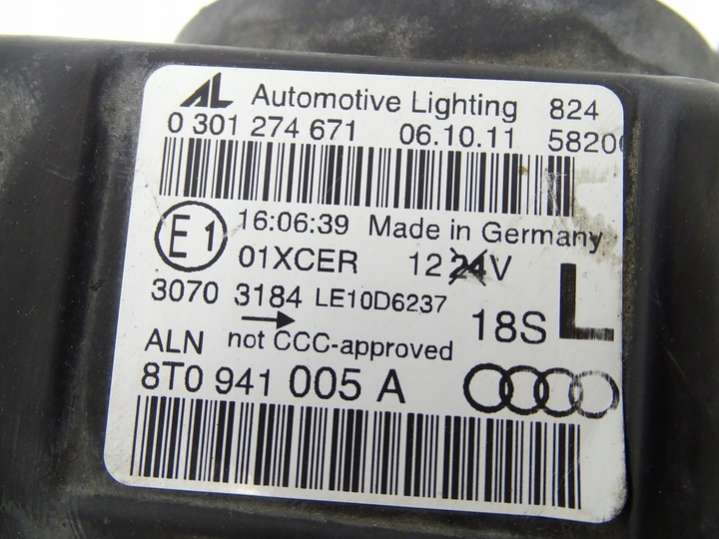 AL Automotive Lighting 824
0 301 274 671 06.10.11 5820
E1 16:06:39 Made in Germany
01XCER 12 24V
3070 3184 LE10D6237
18S L
ALN not CCC-approved
8T0 941 005 A